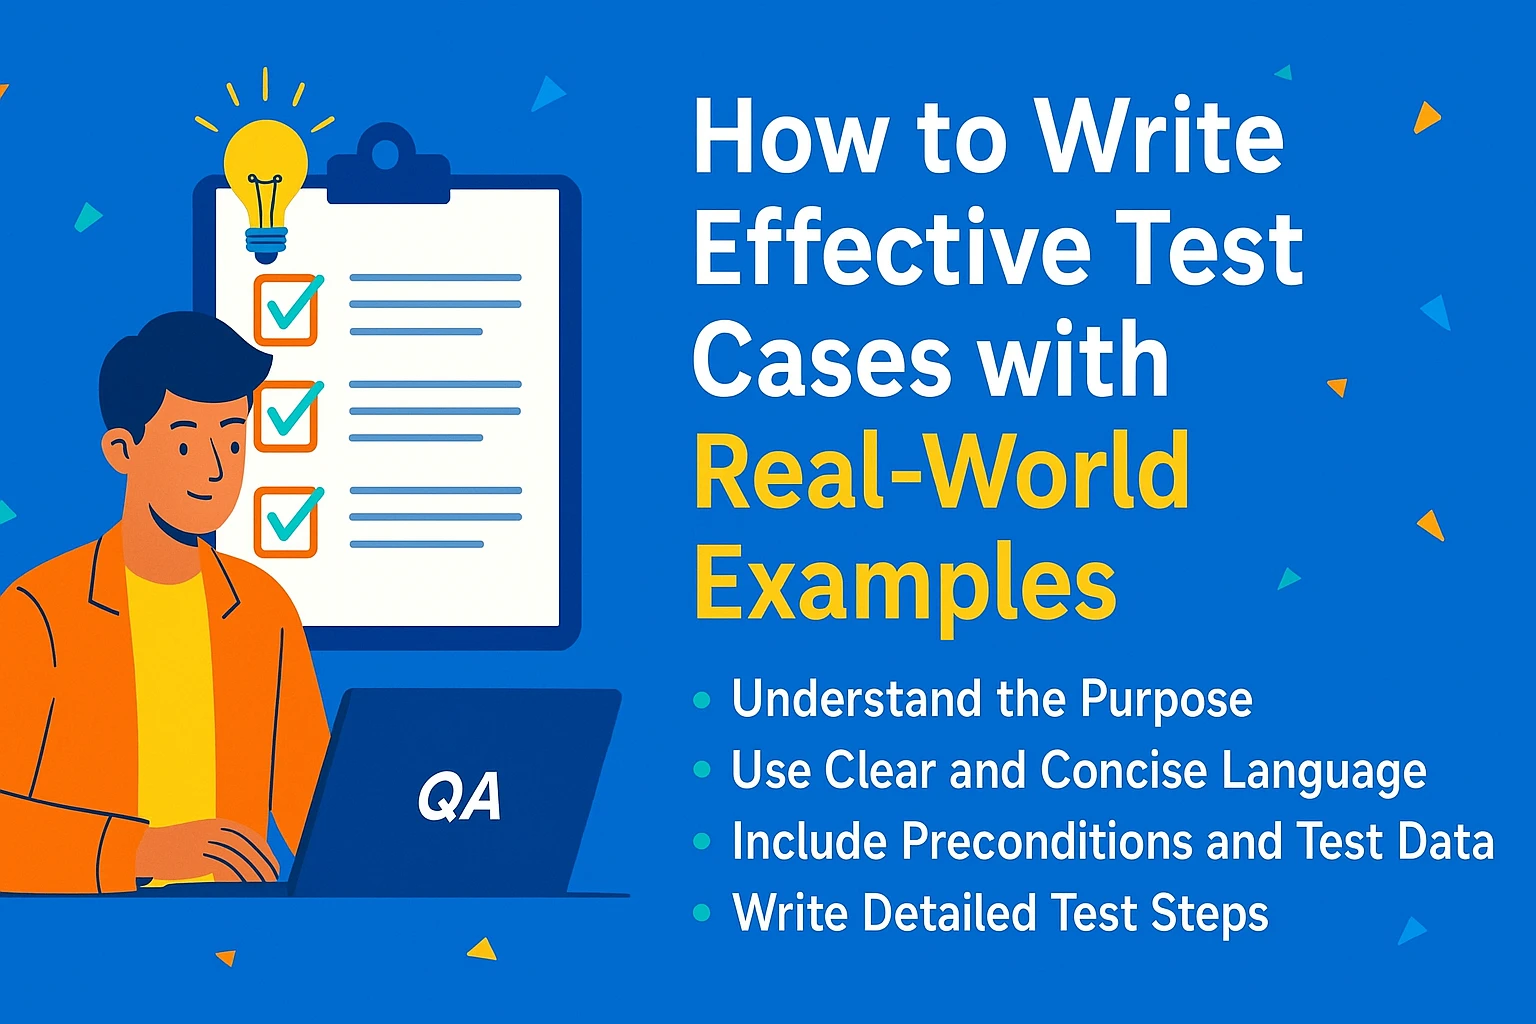 How to Write
Effective Test
Cases with
Real-World
Examples
• Understand the Purpose
• Use Clear and Concise Language
• Include Preconditions and Test Data
• Write Detailed Test Steps
QA